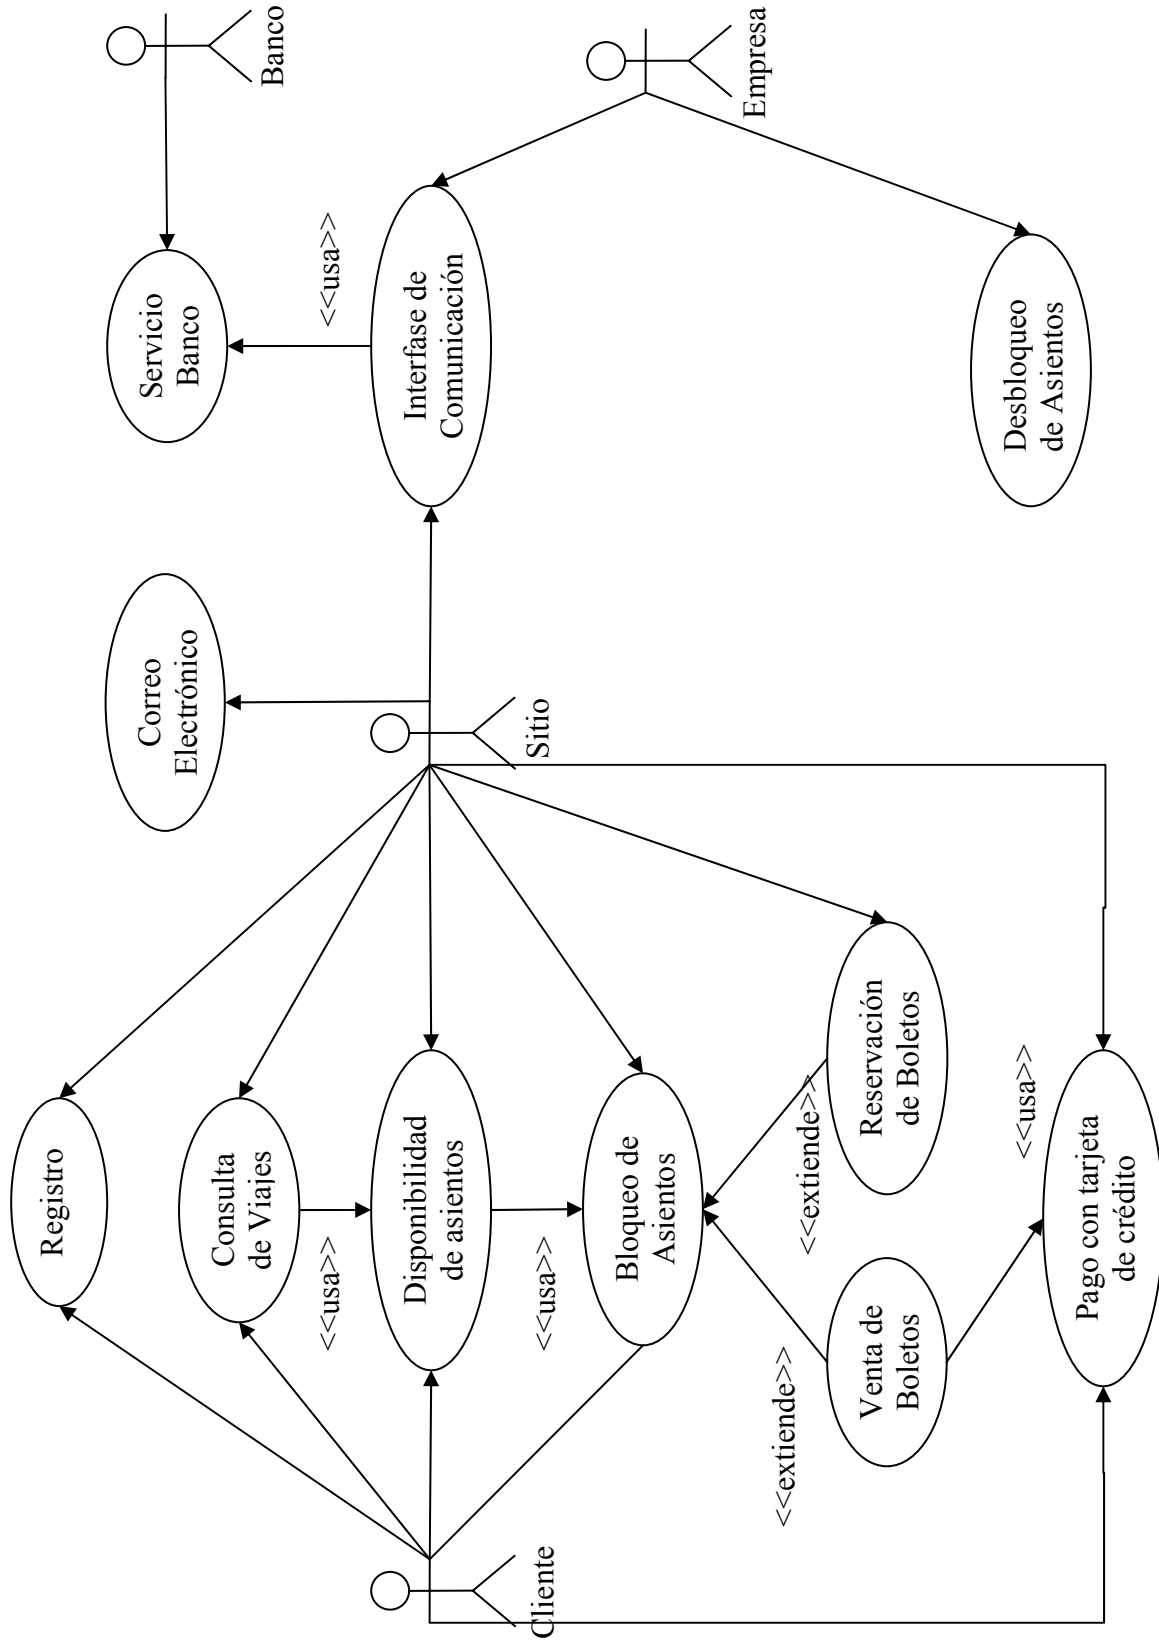 Registro
Consulta
de Viajes
<<usa>>
Disponibilidad
de asientos
<<usa>>
Bloqueo de
Asientos
<<extiende>>
<<extiende>>
Venta de
Boletos
Reservación
de Boletos
<<usa>>
Pago con tarjeta
de crédito
Cliente
Sitio
Correo
Electrónico
Servicio
Banco
<<usa>>
Interfase de
Comunicación
Desbloqueo
de Asientos
Banco
Empresa